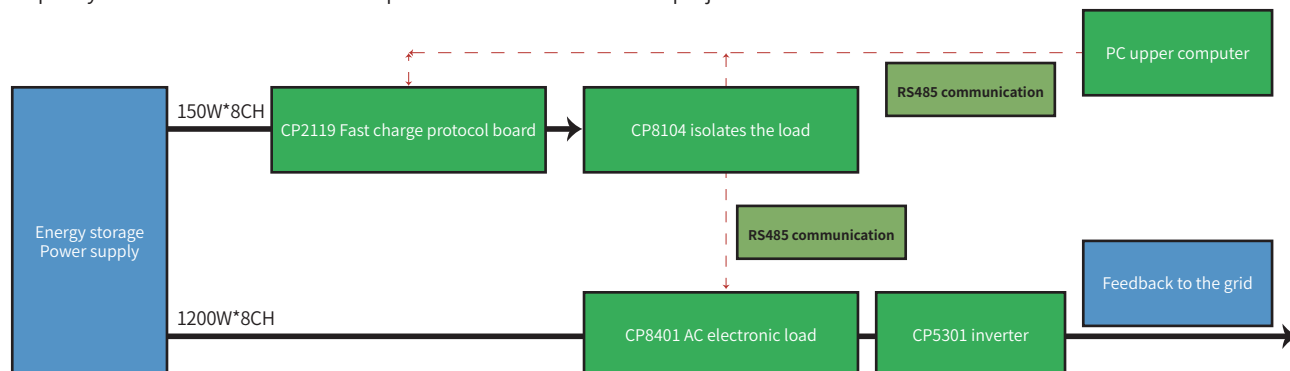 PC upper computer
RS485 communication
150W*8CH
CP2119 Fast charge protocol board
CP8104 isolates the load
Energy storage
Power supply
RS485 communication
Feedback to the grid
1200W*8CH
CP8401 AC electronic load
CP5301 inverter